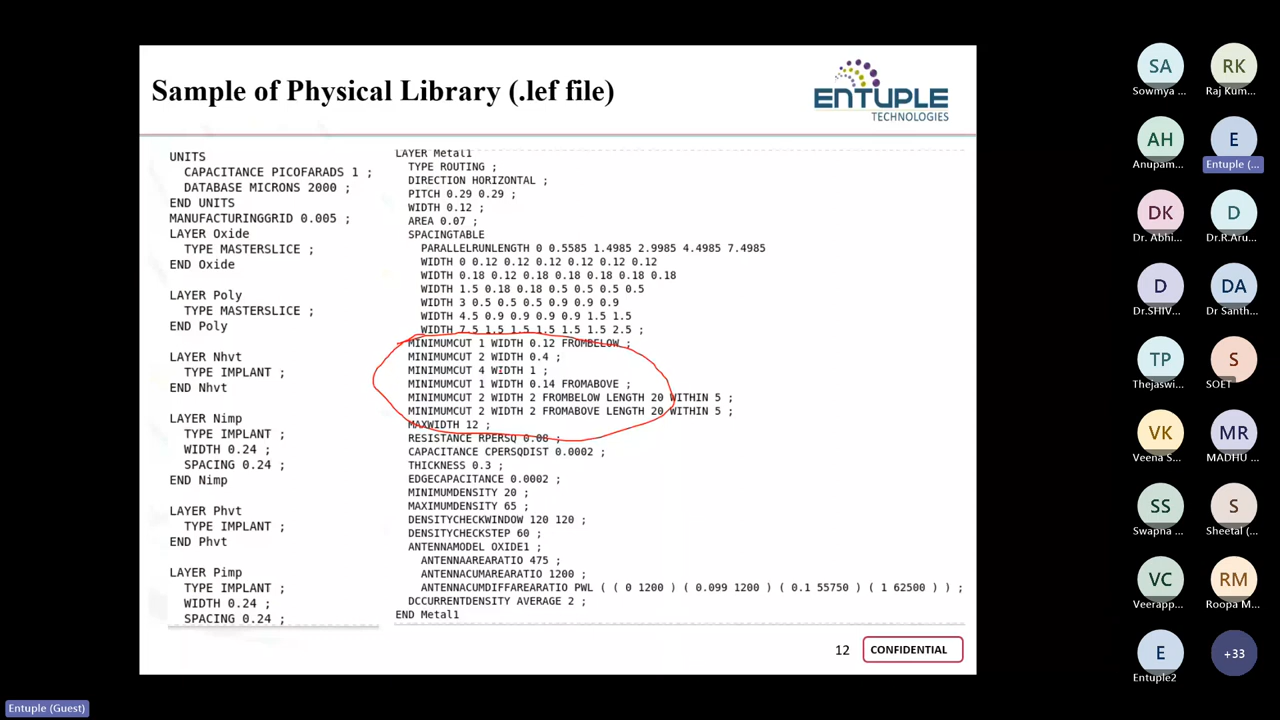 Sample of Physical Library (.lef file)
ENTUPLE
TECHNOLOGIES
UNITS
CAPACITANCE PICOFARADS 1 ;
DATABASE MICRONS 2000 ;
END UNITS
MANUFACTURINGGRID 0.005 ;
LAYER Oxide
TYPE MASTERSLICE ;
END Oxide
LAYER Poly
TYPE MASTERSLICE ;
END Poly
LAYER Nhvt
TYPE IMPLANT ;
END Nhvt
LAYER Nimp
TYPE IMPLANT ;
WIDTH 0.24 ;
SPACING 0.24 ;
END Nimp
LAYER Phvt
TYPE IMPLANT ;
END Phvt
LAYER Pimp
TYPE IMPLANT ;
WIDTH 0.24 ;
SPACING 0.24 ;
LAYER Metal1
TYPE ROUTING ;
DIRECTION HORIZONTAL ;
PITCH 0.29 0.29 ;
WIDTH 0.12 ;
AREA 0.07 ;
SPACINGTABLE
PARALLELRUNLENGTH 0 0.5585 1.4985 2.9985 4.4985 7.4985
WIDTH 0 0.12 0.12 0.12 0.12 0.12 0.12
WIDTH 0.18 0.12 0.18 0.18 0.18 0.18 0.18
WIDTH 1.5 0.18 0.18 0.5 0.5 0.5 0.5
WIDTH 3 0.5 0.5 0.5 0.9 0.9 0.9
WIDTH 4.5 0.9 0.9 0.9 0.9 1.5 1.5
WIDTH 7.5 1.5 1.5 1.5 1.5 1.5 2.5 ;
MINIMUMCUT 1 WIDTH 0.12 FROMBELOW ;
MINIMUMCUT 2 WIDTH 0.4 ;
MINIMUMCUT 4 WIDTH 1 ;
MINIMUMCUT 1 WIDTH 0.14 FROMABOVE ;
MINIMUMCUT 2 WIDTH 2 FROMBELOW LENGTH 20 WITHIN 5 ;
MINIMUMCUT 2 WIDTH 2 FROMABOVE LENGTH 20 WITHIN 5 ;
MAXWIDTH 12 ;
RESISTANCE RPERSQ 0.08 ;
CAPACITANCE CPERSQDIST 0.0002 ;
THICKNESS 0.3 ;
EDGECAPACITANCE 0.0002 ;
MINIMUMDENSITY 20 ;
MAXIMUMDENSITY 65 ;
DENSITYCHECKWINDOW 120 120 ;
DENSITYCHECKSTEP 60 ;
ANTENNAMODEL OXIDE1 ;
ANTENNAAREARATIO 475 ;
ANTENNACUMAREARATIO 1200 ;
ANTENNACUMDIFFAREARATIO PWL ( ( 0 1200 ) ( 0.099 1200 ) ( 0.1 55750 ) ( 1 62500 ) ) ;
DCCURRENTDENSITY AVERAGE 2 ;
END Metal1
12
CONFIDENTIAL
SA
Sowmya ...
RK
Raj Kum...
AH
Anupam...
E
Entuple (...
DK
Dr. Abhi...
D
Dr.R.Aru...
D
Dr.SHIV...
DA
Dr Santh...
TP
Thejaswi...
S
SOET
VK
Veena S...
MR
MADHU ...
SS
Swapna ...
S
Sheetal (...
VC
Veerapp...
RM
Roopa M...
E
Entuple2
+33
Entuple (Guest)